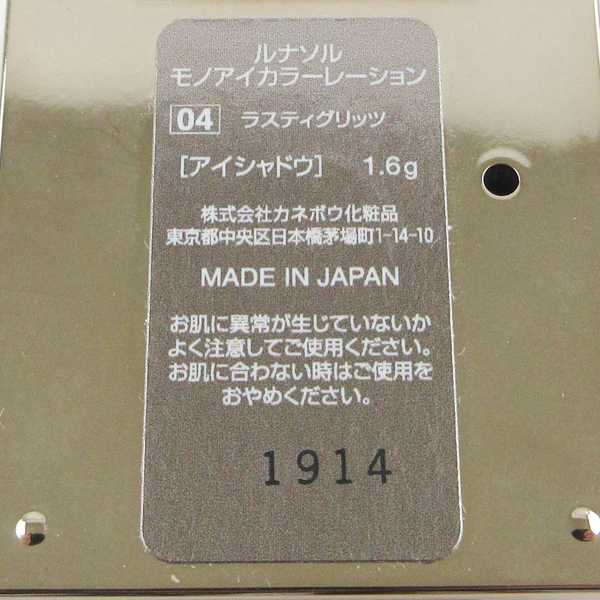 ルナソル
モノアイカラーレーション
04 ラスティグリッツ
[アイシャドウ] 1.6g
株式会社カネボウ化粧品
東京都中央区日本橋茅場町1-14-10
MADE IN JAPAN
お肌に異常が生じていないか
よく注意してご使用ください。
お肌に合わない時はご使用を
おやめください。
1914